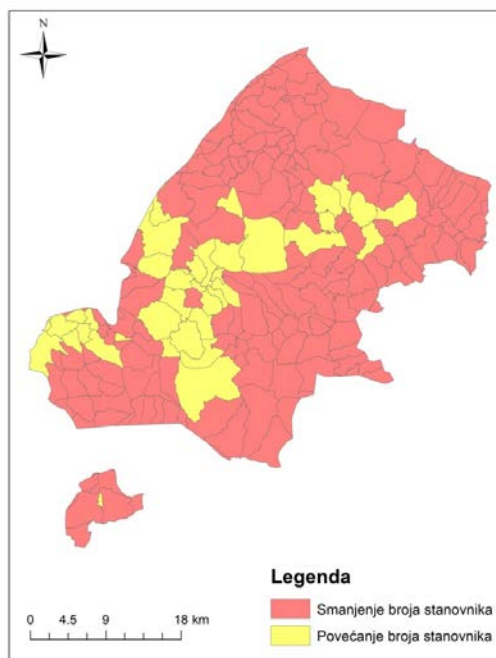 N
Legenda
Smanjenje broja stanovnika
Povećanje broja stanovnika
0 4.5 9 18 km